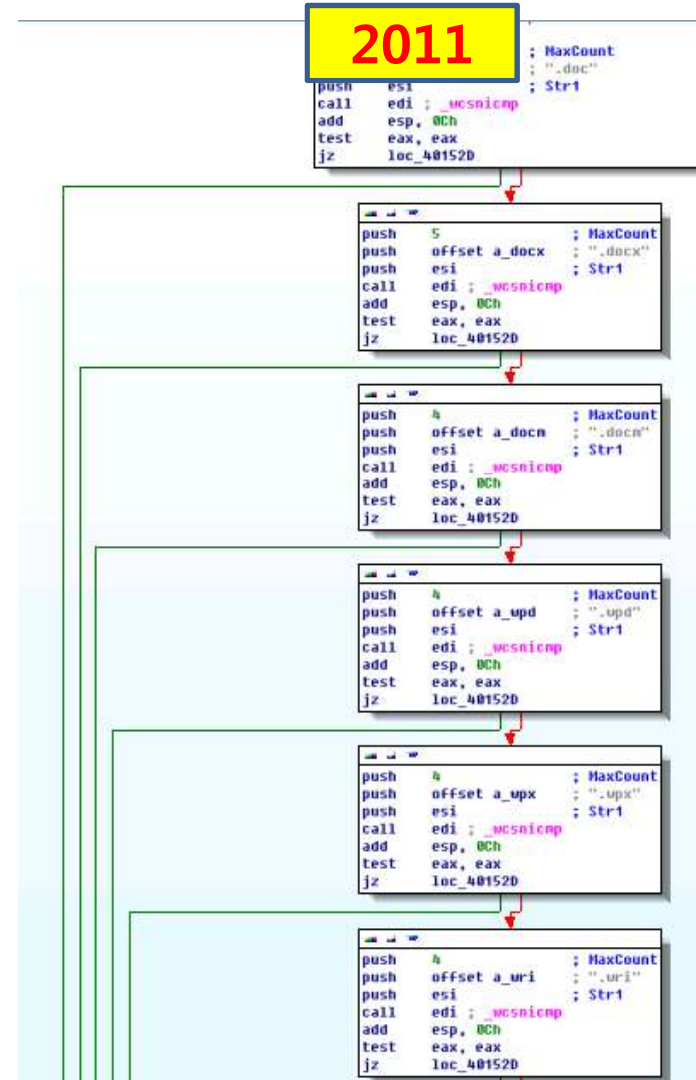 2011
; MaxCount
; ".doc"
push esi ; Str1
call edi ; _wcsnicmp
add esp, 0Ch
test eax, eax
jz loc_40152D
push 5 ; MaxCount
push offset a_docx ; ".docx"
push esi ; Str1
call edi ; _wcsnicmp
add esp, 0Ch
test eax, eax
jz loc_40152D
push 4 ; MaxCount
push offset a_docm ; ".docm"
push esi ; Str1
call edi ; _wcsnicmp
add esp, 0Ch
test eax, eax
jz loc_40152D
push 4 ; MaxCount
push offset a_wpd ; ".wpd"
push esi ; Str1
call edi ; _wcsnicmp
add esp, 0Ch
test eax, eax
jz loc_40152D
push 4 ; MaxCount
push offset a_wpx ; ".wpx"
push esi ; Str1
call edi ; _wcsnicmp
add esp, 0Ch
test eax, eax
jz loc_40152D
push 4 ; MaxCount
push offset a_wri ; ".wri"
push esi ; Str1
call edi ; _wcsnicmp
add esp, 0Ch
test eax, eax
jz loc_40152D